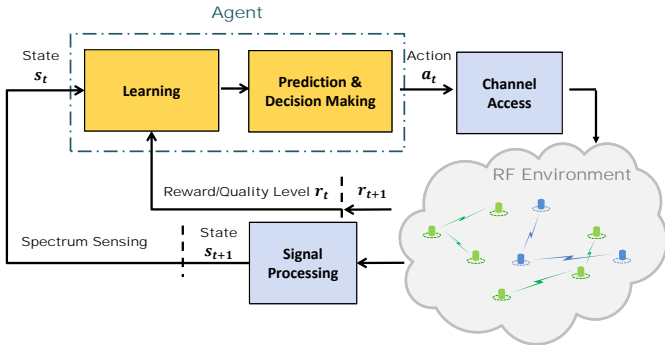 Agent
State
s_t
Learning
Prediction &
Decision Making
Action
a_t
Channel
Access
RF Environment
Reward/Quality Level r_t
r_{t+1}
Spectrum Sensing
State
s_{t+1}
Signal
Processing